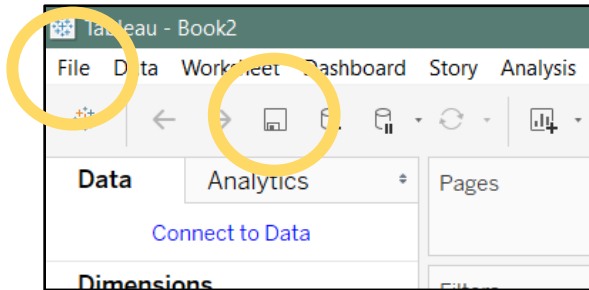 Tableau - Book2
File Data Worksheet Dashboard Story Analysis
Data Analytics Pages
Connect to Data
Dimensions